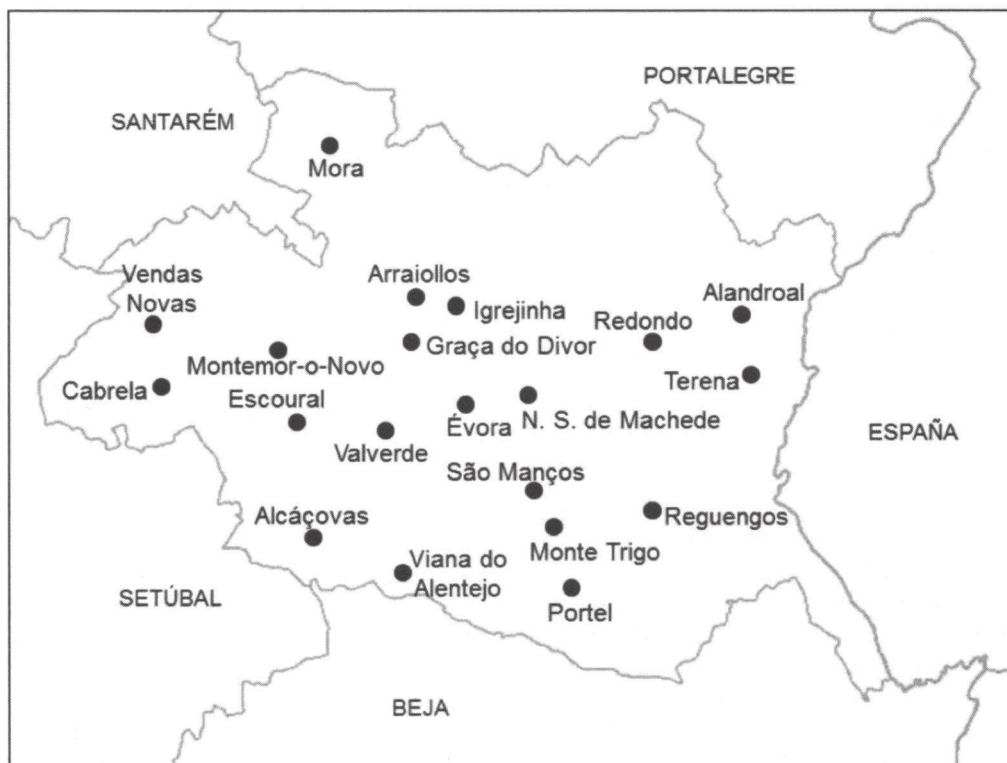 PORTALEGRE
SANTARÉM
Mora
Vendas
Novas
Arraiollos
Igrejinha
Alandroal
Redondo
Graça do Divor
Montemor-o-Novo
Cabrela
Terena
Escoural
Évora
N. S. de Machede
Valverde
ESPAÑA
São Manços
Alcáçovas
Reguengos
Monte Trigo
Viana do
Alentejo
SETÚBAL
Portel
BEJA